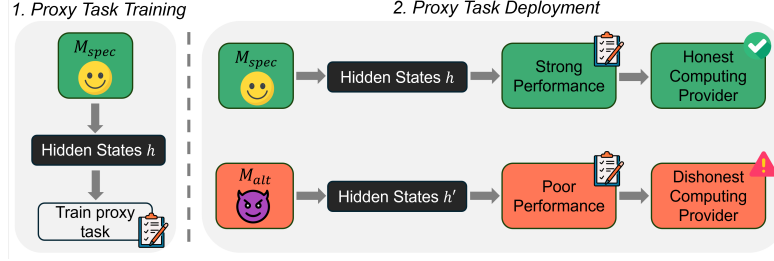 1. Proxy Task Training
2. Proxy Task Deployment
M_spec
Hidden States h
Train proxy
task
M_spec
Hidden States h
Strong
Performance
Honest
Computing
Provider
M_alt
Hidden States h′
Poor
Performance
Dishonest
Computing
Provider